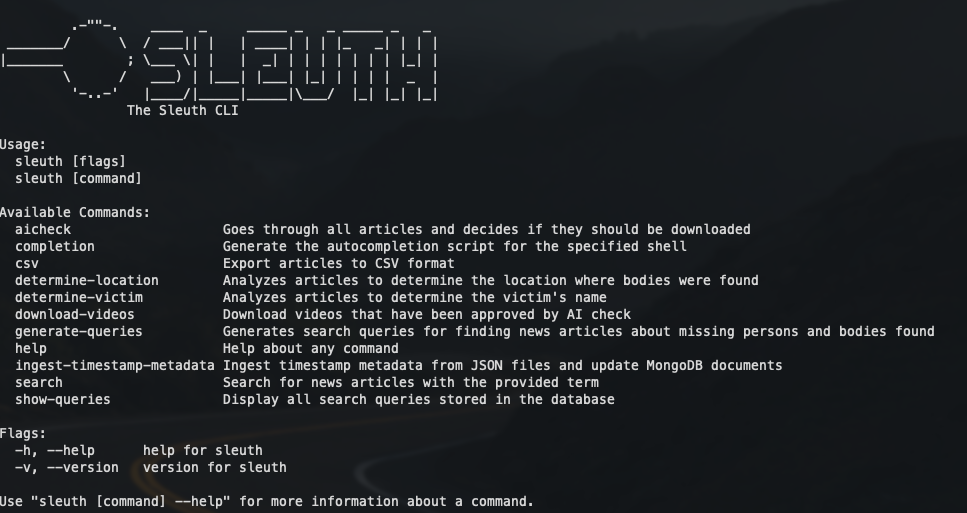 SLEUTH
The Sleuth CLI
Usage:
sleuth [flags]
sleuth [command]
Available Commands:
aicheck Goes through all articles and decides if they should be downloaded
completion Generate the autocompletion script for the specified shell
csv Export articles to CSV format
determine-location Analyzes articles to determine the location where bodies were found
determine-victim Analyzes articles to determine the victim's name
download-videos Download videos that have been approved by AI check
generate-queries Generates search queries for finding news articles about missing persons and bodies found
help Help about any command
ingest-timestamp-metadata Ingest timestamp metadata from JSON files and update MongoDB documents
search Search for news articles with the provided term
show-queries Display all search queries stored in the database
Flags:
-h, --help help for sleuth
-v, --version version for sleuth
Use "sleuth [command] --help" for more information about a command.